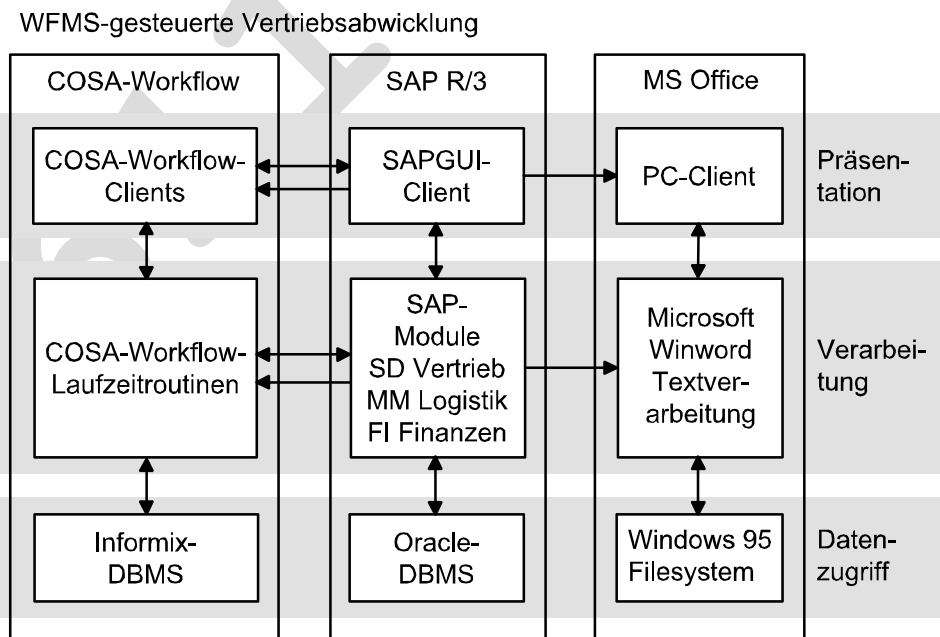 WFMS-gesteuerte Vertriebsabwicklung
COSA-Workflow
SAP R/3
MS Office
COSA-Workflow-
Clients
SAPGUI-
Client
PC-Client
Präsen-
tation
COSA-Workflow-
Laufzeitroutinen
SAP-
Module
SD Vertrieb
MM Logistik
FI Finanzen
Microsoft
Winword
Textver-
arbeitung
Verarbei-
tung
Informix-
DBMS
Oracle-
DBMS
Windows 95
Filesystem
Daten-
zugriff